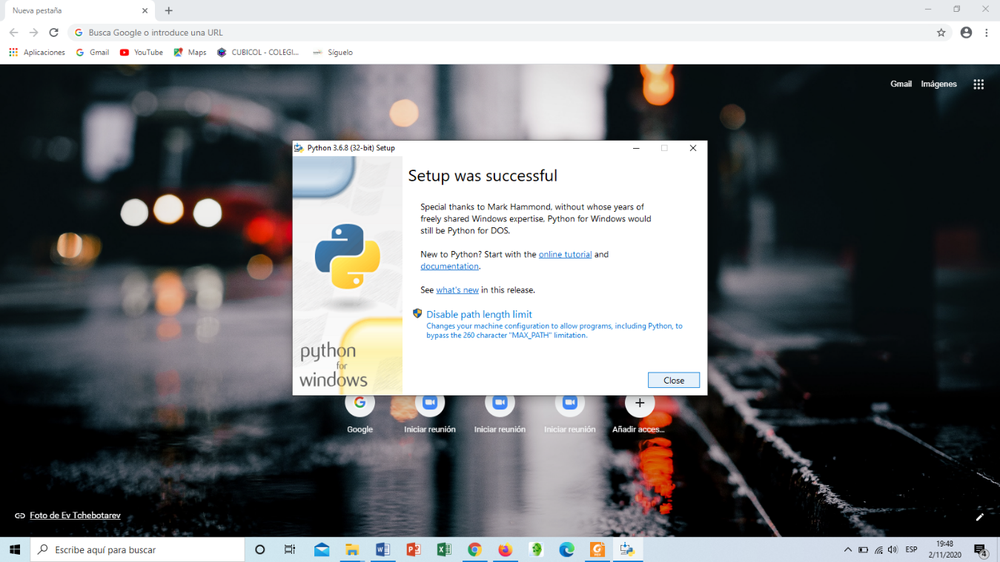 Nueva pestaña
Busca Google o introduce una URL
Aplicaciones
Gmail
YouTube
Maps
CUBICOL - COLEGI...
Síguelo
Gmail
Imágenes
Python 3.6.8 (32-bit) Setup
Setup was successful
Special thanks to Mark Hammond, without whose years of
freely shared Windows expertise, Python for Windows would
still be Python for DOS.
New to Python? Start with the online tutorial and
documentation.
See what's new in this release.
Disable path length limit
Changes your machine configuration to allow programs, including Python, to
bypass the 260 character "MAX_PATH" limitation.
python
for
windows
Close
Google
Iniciar reunión
Iniciar reunión
Iniciar reunión
Añadir acces...
Foto de Ev Tchebotarev
Escribe aquí para buscar
ESP
19:48
2/11/2020
4